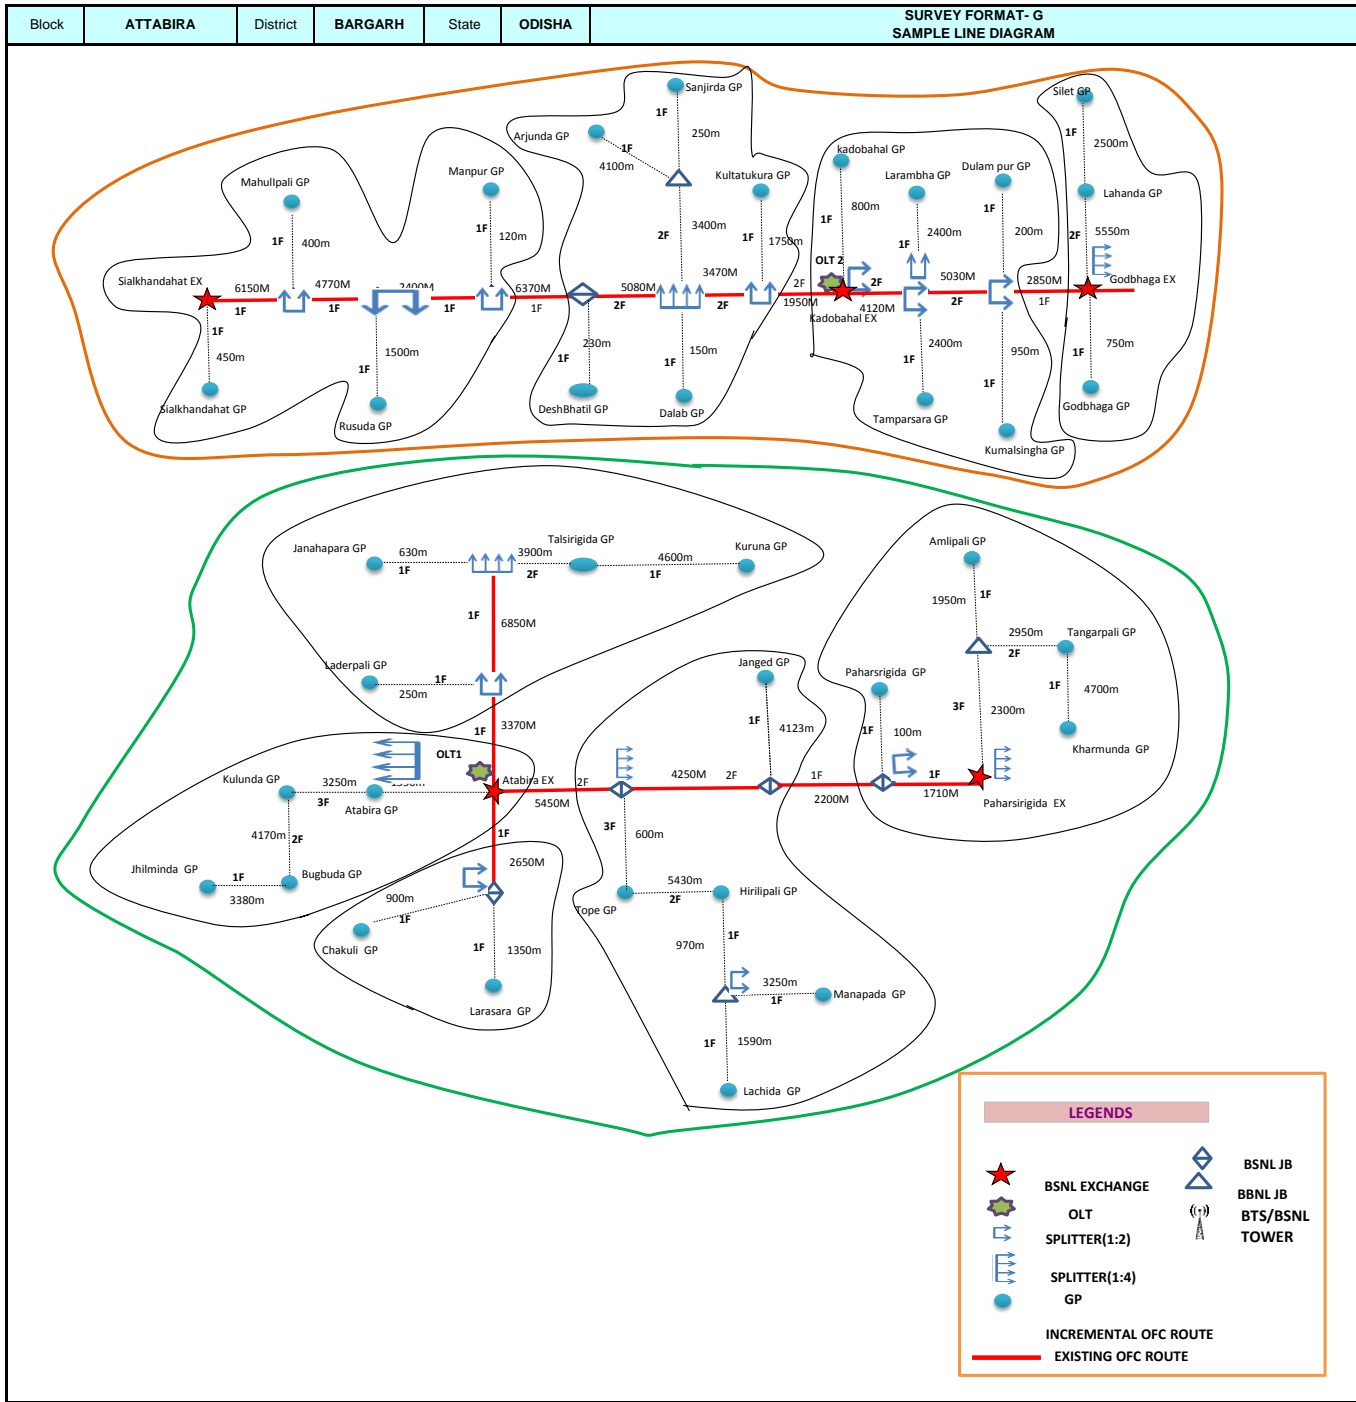 Block ATTABIRA District BARGARH State ODISHA SURVEY FORMAT- G
SAMPLE LINE DIAGRAM
Silet GP
Sanjirda GP
1F
250m
Arjunda GP
1F
4100m
1F
2500m
kadobahal GP
Larambha GP
Dulam pur GP
Lahanda GP
Kultatukura GP
Manpur GP
Mahullpali GP
1F
400m
1F
120m
2F
3400m
1F
1750m
1F
800m
1F
2400m
1F
200m
2F
5550m
Sialkhandahat EX
6150M
1F
4770M
1F
2400M
1F
6370M
1F
5080M
2F
3470M
2F
2F
1950M
OLT 2
Kadobahal EX
2F
4120M
5030M
2F
2850M
1F
Godbhaga EX
1F
450m
Sialkhandahat GP
1F
1500m
Rusuda GP
1F
230m
DeshBhatil GP
1F
150m
Dalab GP
1F
2400m
Tamparsara GP
1F
950m
Kumalsingha GP
1F
750m
Godbhaga GP
Janahapara GP
630m
1F
Talsirigida GP
3900m
2F
4600m
1F
Kuruna GP
1F
6850M
Laderpali GP
1F
250m
3370M
1F
Amlipali GP
1950m
1F
2950m
2F
Tangarpali GP
1F
4700m
Kharmunda GP
3F
2300m
Paharsrigida GP
1F
100m
Janged GP
1F
4123m
OLT1
Atabira EX
2F
5450M
4250M
2F
1F
2200M
1F
1710M
Paharsirigida EX
Kulunda GP
3250m
3F
Atabira GP
4170m
2F
Jhilminda GP
1F
3380m
Bugbuda GP
1F
2650M
900m
1F
Chakuli GP
1F
1350m
Larasara GP
3F
600m
Tope GP
5430m
2F
Hirilipali GP
970m
1F
3250m
1F
Manapada GP
1F
1590m
Lachida GP
LEGENDS
BSNL EXCHANGE
OLT
SPLITTER(1:2)
SPLITTER(1:4)
GP
BSNL JB
BBNL JB
BTS/BSNL
TOWER
INCREMENTAL OFC ROUTE
EXISTING OFC ROUTE